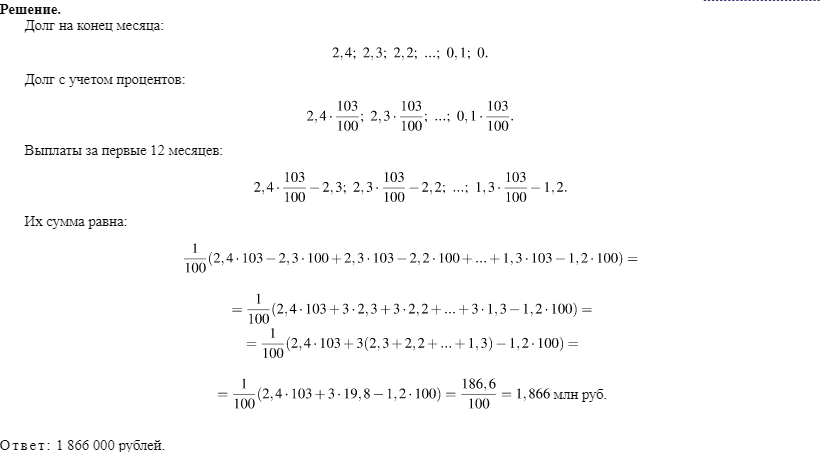 Решение.
Долг на конец месяца:
2,4; 2,3; 2,2; ...; 0,1; 0.
Долг с учетом процентов:
2,4 · 103/100; 2,3 · 103/100; ...; 0,1 · 103/100.
Выплаты за первые 12 месяцев:
2,4 · 103/100 − 2,3; 2,3 · 103/100 − 2,2; ...; 1,3 · 103/100 − 1,2.
Их сумма равна:
1/100 (2,4 · 103 − 2,3 · 100 + 2,3 · 103 − 2,2 · 100 + ... + 1,3 · 103 − 1,2 · 100) =
= 1/100 (2,4 · 103 + 3 · 2,3 + 3 · 2,2 + ... + 3 · 1,3 − 1,2 · 100) =
= 1/100 (2,4 · 103 + 3(2,3 + 2,2 + ... + 1,3) − 1,2 · 100) =
= 1/100 (2,4 · 103 + 3 · 19,8 − 1,2 · 100) = 186,6/100 = 1,866 млн руб.
Ответ: 1 866 000 рублей.